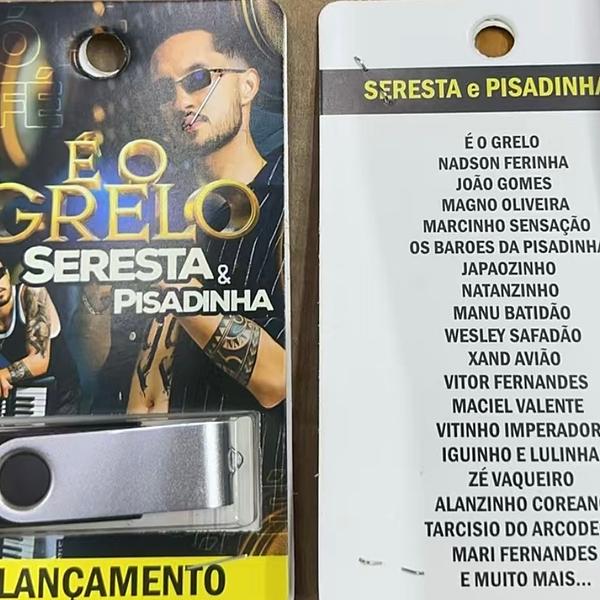 É O
GRELO
SERESTA &
PISADINHA
LANÇAMENTO
SERESTA e PISADINHA
É O GRELO
NADSON FERINHA
JOÃO GOMES
MAGNO OLIVEIRA
MARCINHO SENSAÇÃO
OS BAROES DA PISADINHA
JAPAOZINHO
NATANZINHO
MANU BATIDÃO
WESLEY SAFADÃO
XAND AVIÃO
VITOR FERNANDES
MACIEL VALENTE
VITINHO IMPERADOR
IGUINHO E LULINHA
ZÉ VAQUEIRO
ALANZINHO COREANO
TARCISIO DO ACORDE
MARI FERNANDES
E MUITO MAIS...